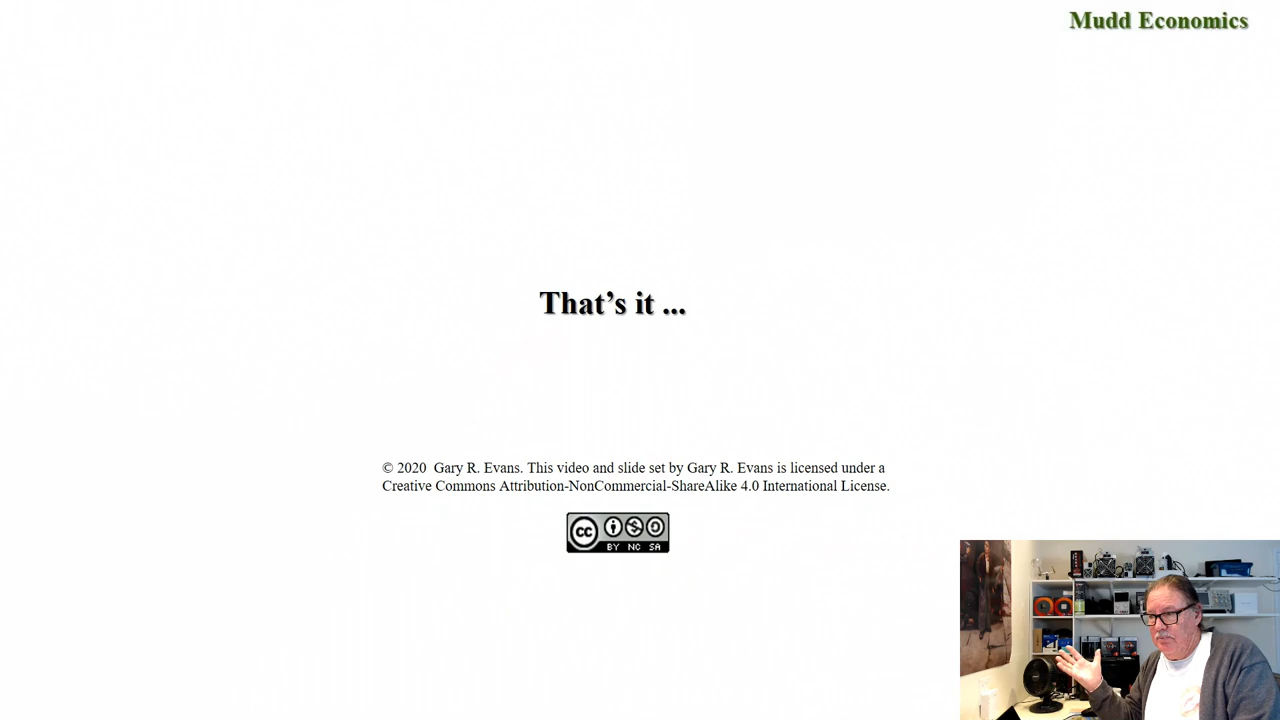 Mudd Economics
That’s it ...
© 2020 Gary R. Evans. This video and slide set by Gary R. Evans is licensed under a
Creative Commons Attribution-NonCommercial-ShareAlike 4.0 International License.
cc
BY NC SA